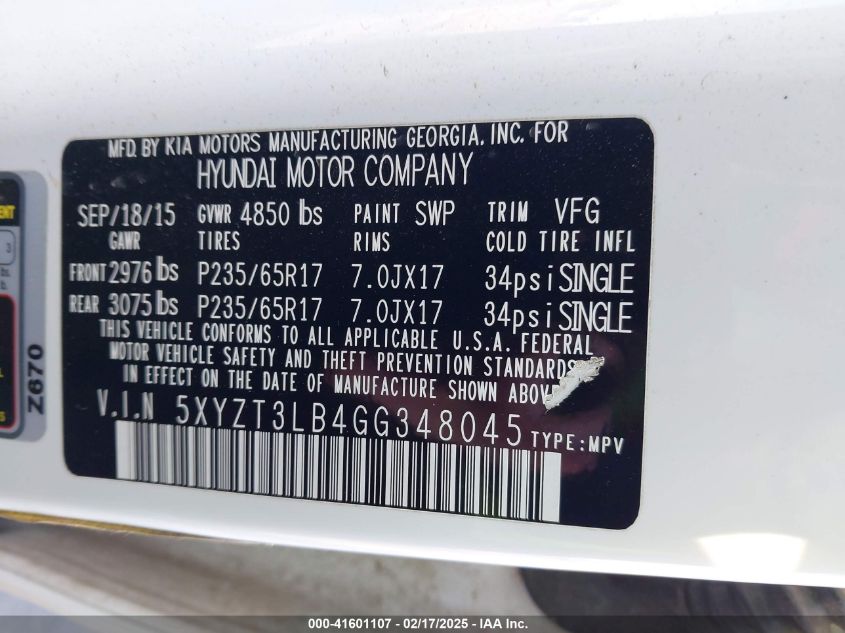 MFD. BY KIA MOTORS MANUFACTURING GEORGIA, INC. FOR
HYUNDAI MOTOR COMPANY
SEP/18/15 GVWR 4850 lbs PAINT SWP TRIM VFG
GAWR TIRES RIMS COLD TIRE INFL
FRONT 2976 lbs P235/65R17 7.0JX17 34psi SINGLE
REAR 3075 lbs P235/65R17 7.0JX17 34psi SINGLE
THIS VEHICLE CONFORMS TO ALL APPLICABLE U.S.A. FEDERAL
MOTOR VEHICLE SAFETY AND THEFT PREVENTION STANDARDS
IN EFFECT ON THE DATE OF MANUFACTURE SHOWN ABOVE
V.I.N 5XYZT3LB4GG348045 TYPE:MPV
Z670
000-41601107 - 02/17/2025 - IAA Inc.